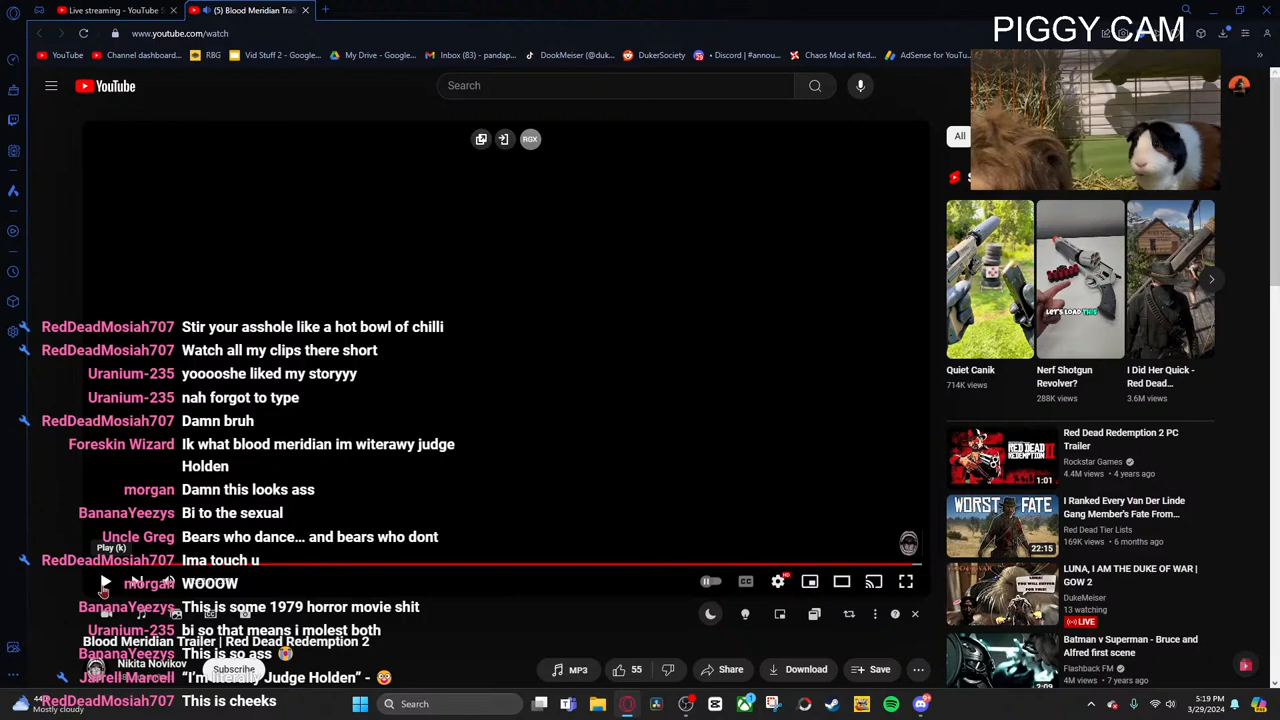 Live streaming - YouTube S
(5) Blood Meridian Trail
PIGGY CAM
www.youtube.com/watch
YouTube
Channel dashboard...
RBG
Vid Stuff 2 - Google...
My Drive - Google...
Inbox (83) - pandap...
DookMeiser (@duk...
DukerSociety
• Discord | #annou...
Chaos Mod at Red...
AdSense for YouT...
YouTube
Search
All
RGX
LET'S LOAD THIS
Quiet Canik
714K views
Nerf Shotgun
Revolver?
288K views
I Did Her Quick -
Red Dead...
3.6M views
RedDeadMosiah707 Stir your asshole like a hot bowl of chilli
RedDeadMosiah707 Watch all my clips there short
Uranium-235 yoooooshe liked my storyyy
Uranium-235 nah forgot to type
RedDeadMosiah707 Damn bruh
Foreskin Wizard Ik what blood meridian im witerawy judge
Holden
morgan Damn this looks ass
BananaYeezys Bi to the sexual
Uncle Greg Bears who dance… and bears who dont
Play (k)
RedDeadMosiah707 Ima touch u
morgan WOOOW
BananaYeezys This is some 1979 horror movie shit
Uranium-235 bi so that means i molest both
Blood Meridian Trailer | Red Dead Redemption 2
BananaYeezys This is so ass 😭
Nikita Novikov
Subscribe
Jarrell Marcell “I’m literally Judge Holden” - 🤓
RedDeadMosiah707 This is cheeks
MP3
55
Share
Download
Save
Red Dead Redemption 2 PC
Trailer
Rockstar Games
4.4M views • 4 years ago
1:01
WORST FATE
I Ranked Every Van Der Linde
Gang Member's Fate From...
Red Dead Tier Lists
169K views • 6 months ago
22:15
LUNA, I AM THE DUKE OF WAR |
GOW 2
DukeMeiser
13 watching
LIVE
Batman v Superman - Bruce and
Alfred first scene
Flashback FM
4M views • 7 years ago
2:09
44°
Mostly cloudy
Search
5:19 PM
3/29/2024